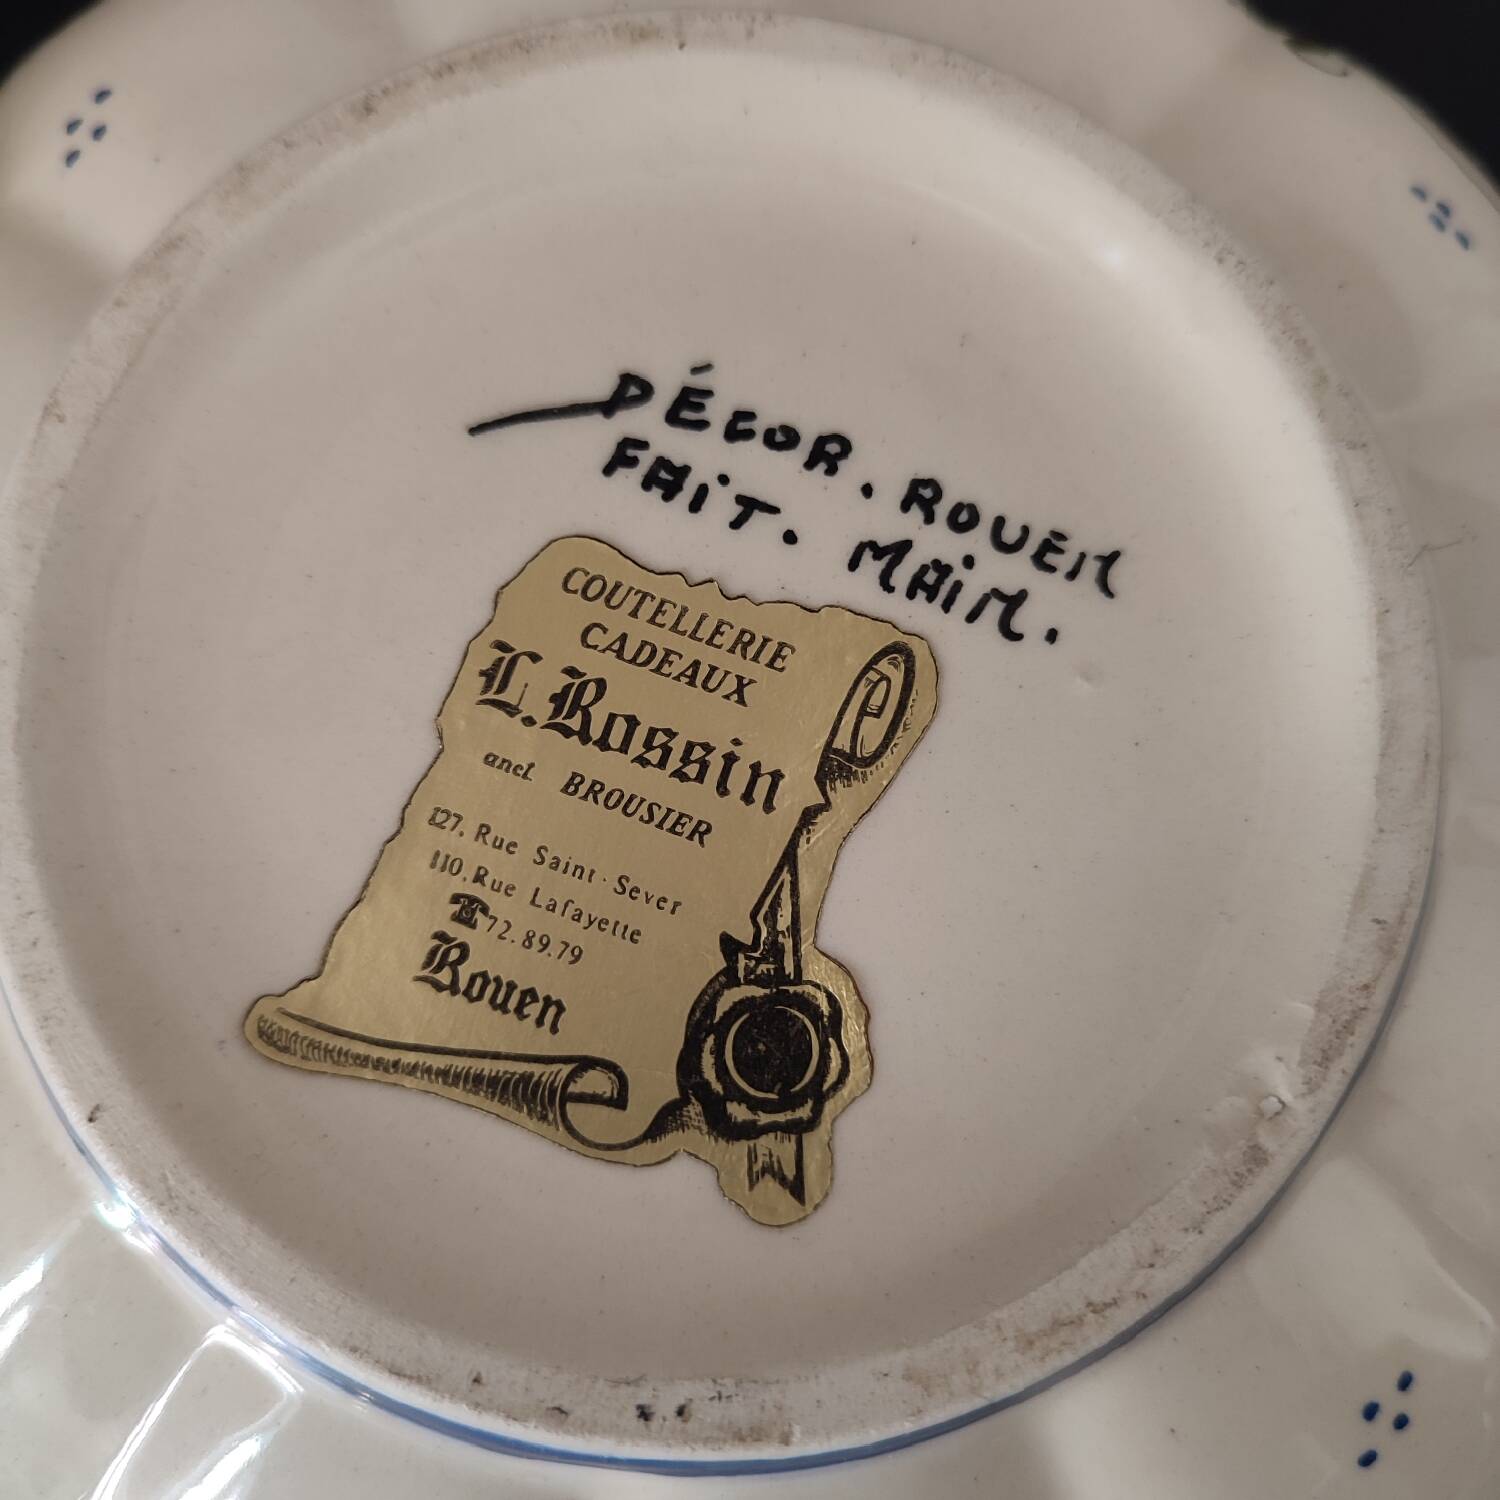 DÉCOR. ROUEN
FAIT. MAIN.
COUTELLERIE
CADEAUX
L. Rossin
anct BROUSIER
127, Rue Saint-Sever
110, Rue Lafayette
☎ 72.89.79
Rouen